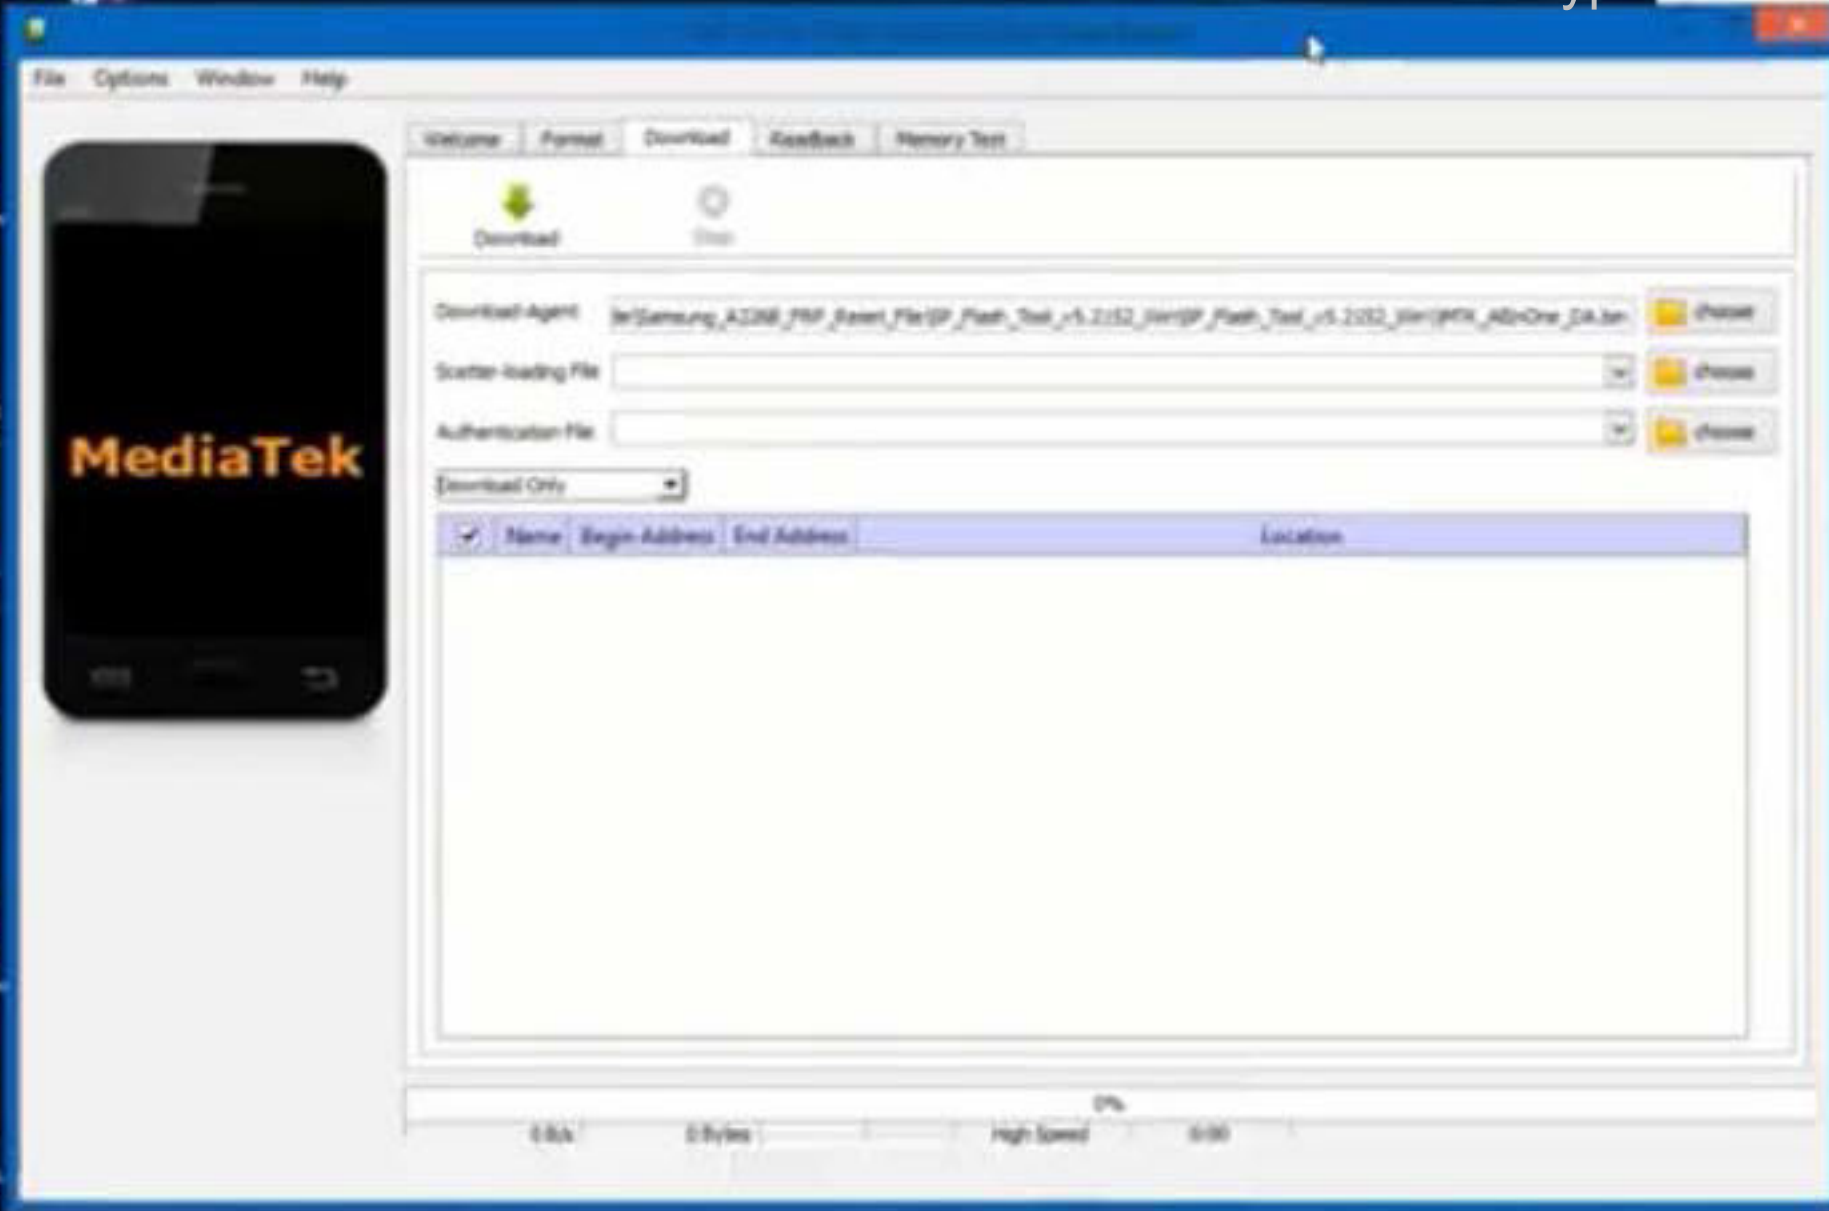 File Options Window Help
Welcome Format Download Readback Memory Test
Download Stop
Download-Agent
choose
Scatter-loading File
choose
Authentication File
choose
Download Only
Name Begin Address End Address Location
MediaTek
0%
0 B/s 0 Bytes High Speed 0:00